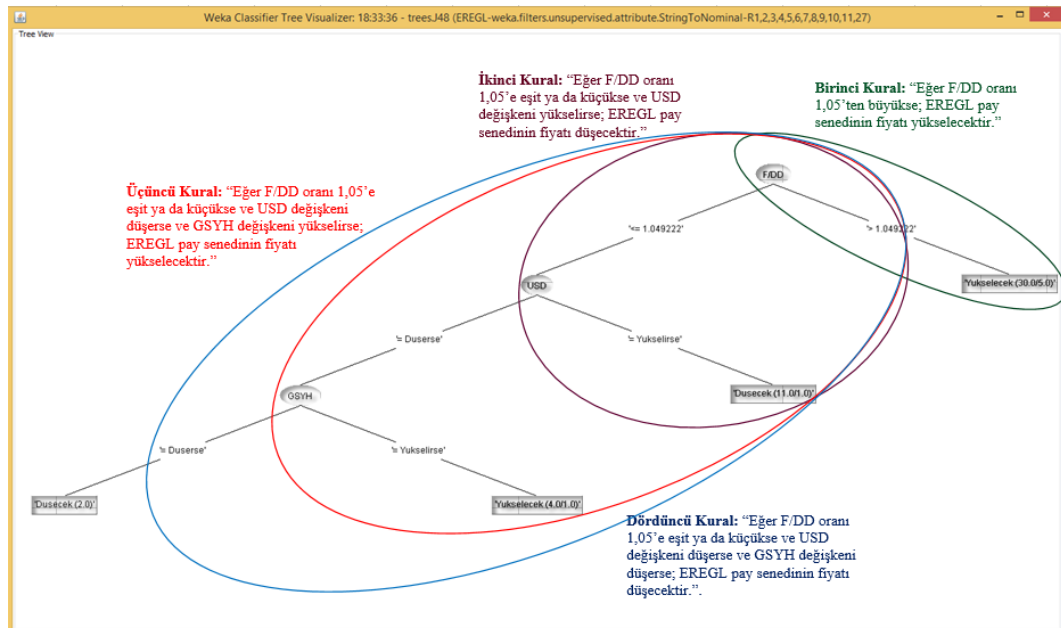 Weka Classifier Tree Visualizer: 18:33:36 - trees.J48 (EREGL-weka.filters.unsupervised.attribute.StringToNominal-R1,2,3,4,5,6,7,8,9,10,11,27)
Tree View
İkinci Kural: “Eğer F/DD oranı
1,05’e eşit ya da küçükse ve USD
değişkeni yükselirse; EREGL pay
senedinin fiyatı düşecektir.”
Birinci Kural: “Eğer F/DD oranı
1,05’ten büyükse; EREGL pay
senedinin fiyatı yükselecektir.”
Üçüncü Kural: “Eğer F/DD oranı 1,05’e
eşit ya da küçükse ve USD değişkeni
düşerse ve GSYH değişkeni yükselirse;
EREGL pay senedinin fiyatı
yükselecektir.”
F/DD
'<= 1.049222'
'> 1.049222'
USD
'Yukselecek (30.0/5.0)'
'= Duserse'
'= Yukselirse'
GSYH
'Dusecek (11.0/1.0)'
'= Duserse'
'= Yukselirse'
'Dusecek (2.0)'
'Yukselecek (4.0/1.0)'
Dördüncü Kural: “Eğer F/DD oranı
1,05’e eşit ya da küçükse ve USD
değişkeni düşerse ve GSYH değişkeni
düşerse; EREGL pay senedinin fiyatı
düşecektir.”.